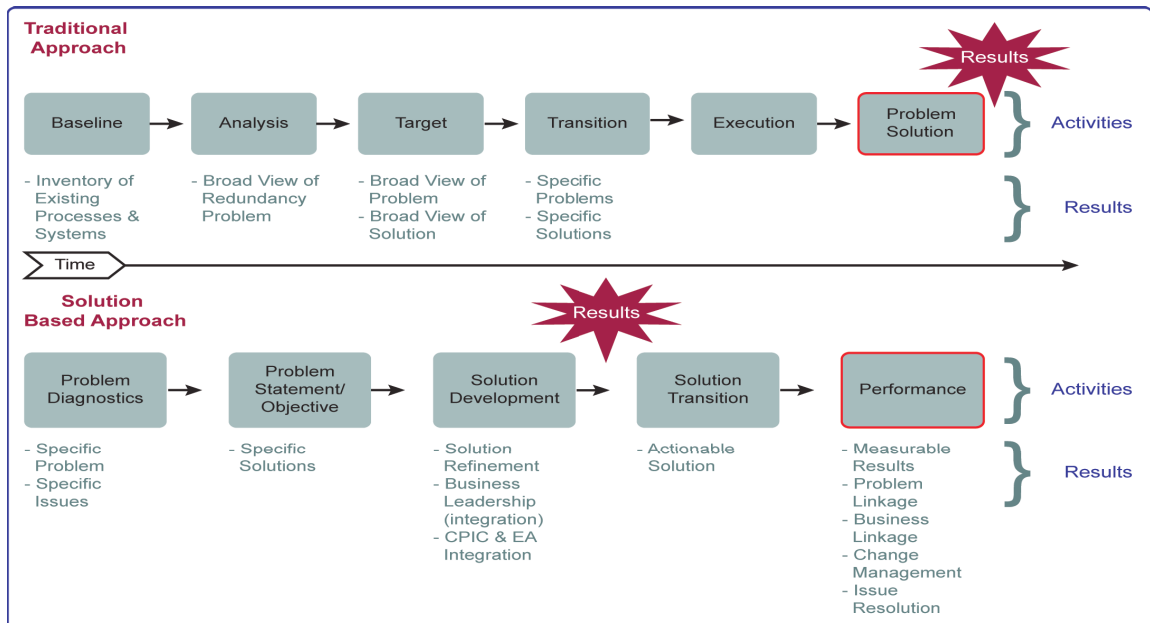 Traditional
Approach
Results
Baseline
Analysis
Target
Transition
Execution
Problem
Solution
Activities
- Inventory of
Existing
Processes &
Systems
- Broad View of
Redundancy
Problem
- Broad View of
Problem
- Broad View of
Solution
- Specific
Problems
- Specific
Solutions
Results
Time
Solution
Based Approach
Results
Problem
Diagnostics
Problem
Statement/
Objective
Solution
Development
Solution
Transition
Performance
Activities
- Specific
Problem
- Specific
Issues
- Specific
Solutions
- Solution
Refinement
- Business
Leadership
(integration)
- CPIC & EA
Integration
- Actionable
Solution
- Measurable
Results
- Problem
Linkage
- Business
Linkage
- Change
Management
- Issue
Resolution
Results